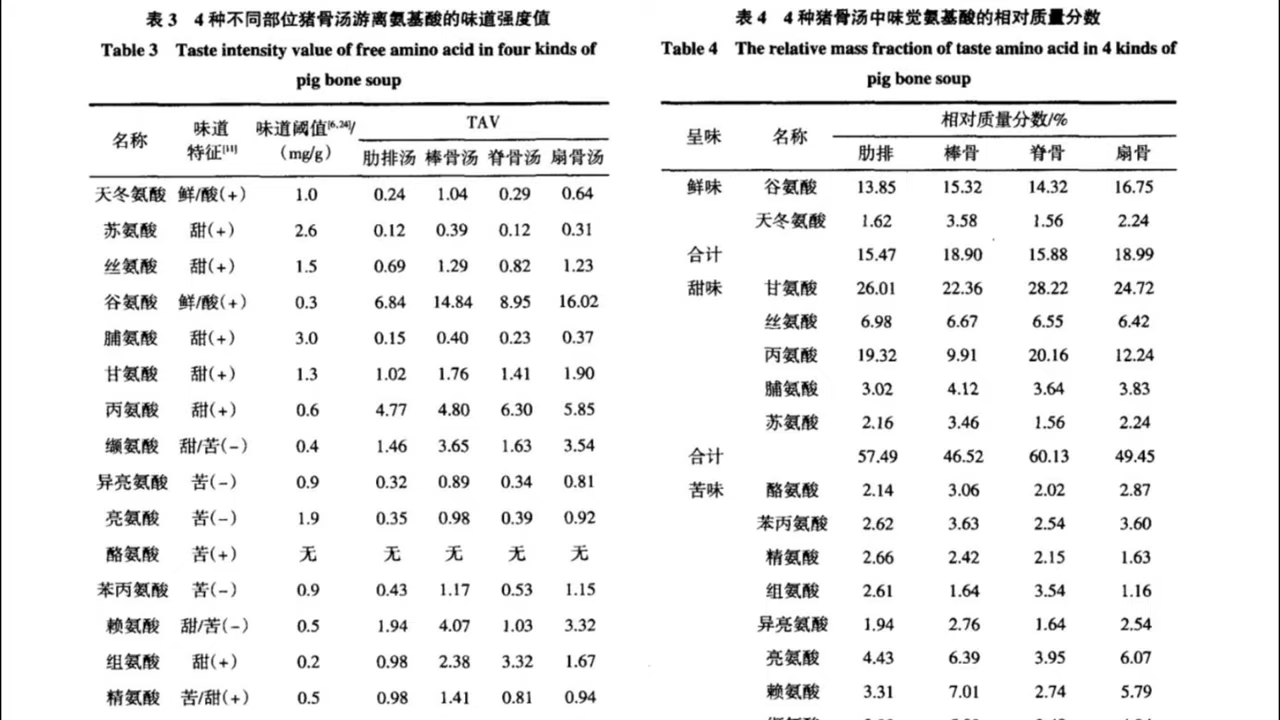 表 3 4 种不同部位猪骨汤游离氨基酸的味道强度值
Table 3 Taste intensity value of free amino acid in four kinds of
pig bone soup
名称 味道特征[11] 味道阈值[6,24]/(mg/g) TAV
肋排汤 棒骨汤 脊骨汤 扇骨汤
天冬氨酸 鲜/酸(+) 1.0 0.24 1.04 0.29 0.64
苏氨酸 甜(+) 2.6 0.12 0.39 0.12 0.31
丝氨酸 甜(+) 1.5 0.69 1.29 0.82 1.23
谷氨酸 鲜/酸(+) 0.3 6.84 14.84 8.95 16.02
脯氨酸 甜(+) 3.0 0.15 0.40 0.23 0.37
甘氨酸 甜(+) 1.3 1.02 1.76 1.41 1.90
丙氨酸 甜(+) 0.6 4.77 4.80 6.30 5.85
缬氨酸 甜/苦(-) 0.4 1.46 3.65 1.63 3.54
异亮氨酸 苦(-) 0.9 0.32 0.89 0.34 0.81
亮氨酸 苦(-) 1.9 0.35 0.98 0.39 0.92
酪氨酸 苦(+) 无 无 无 无 无
苯丙氨酸 苦(-) 0.9 0.43 1.17 0.53 1.15
赖氨酸 甜/苦(-) 0.5 1.94 4.07 1.03 3.32
组氨酸 甜(+) 0.2 0.98 2.38 3.32 1.67
精氨酸 苦/甜(+) 0.5 0.98 1.41 0.81 0.94
表 4 4 种猪骨汤中味觉氨基酸的相对质量分数
Table 4 The relative mass fraction of taste amino acid in 4 kinds of
pig bone soup
呈味 名称 相对质量分数/%
肋排 棒骨 脊骨 扇骨
鲜味 谷氨酸 13.85 15.32 14.32 16.75
天冬氨酸 1.62 3.58 1.56 2.24
合计 15.47 18.90 15.88 18.99
甜味 甘氨酸 26.01 22.36 28.22 24.72
丝氨酸 6.98 6.67 6.55 6.42
丙氨酸 19.32 9.91 20.16 12.24
脯氨酸 3.02 4.12 3.64 3.83
苏氨酸 2.16 3.46 1.56 2.24
合计 57.49 46.52 60.13 49.45
苦味 酪氨酸 2.14 3.06 2.02 2.87
苯丙氨酸 2.62 3.63 2.54 3.60
精氨酸 2.66 2.42 2.15 1.63
组氨酸 2.61 1.64 3.54 1.16
异亮氨酸 1.94 2.76 1.64 2.54
亮氨酸 4.43 6.39 3.95 6.07
赖氨酸 3.31 7.01 2.74 5.79